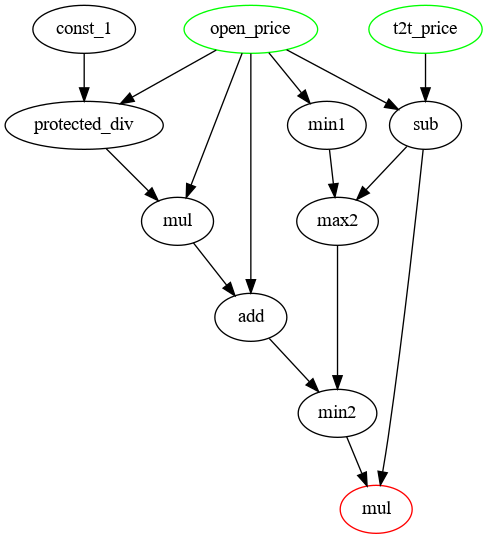 const_1 open_price t2t_price
protected_div min1 sub
mul max2
add
min2
mul